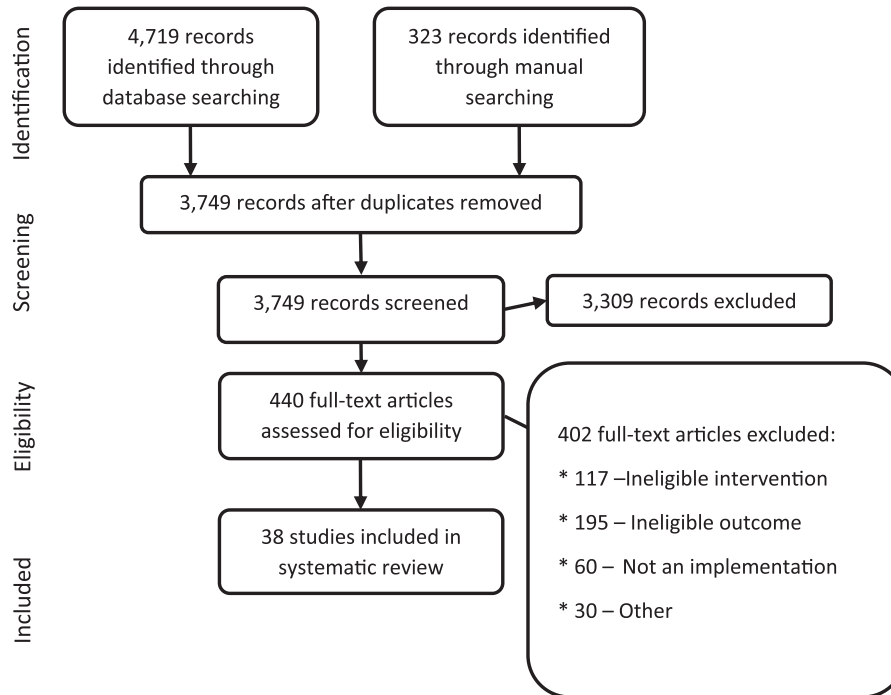 Identification
4,719 records
identified through
database searching
323 records identified
through manual
searching
Screening
3,749 records after duplicates removed
3,749 records screened
3,309 records excluded
Eligibility
440 full-text articles
assessed for eligibility
402 full-text articles excluded:
* 117 –Ineligible intervention
* 195 – Ineligible outcome
* 60 – Not an implementation
* 30 – Other
Included
38 studies included in
systematic review